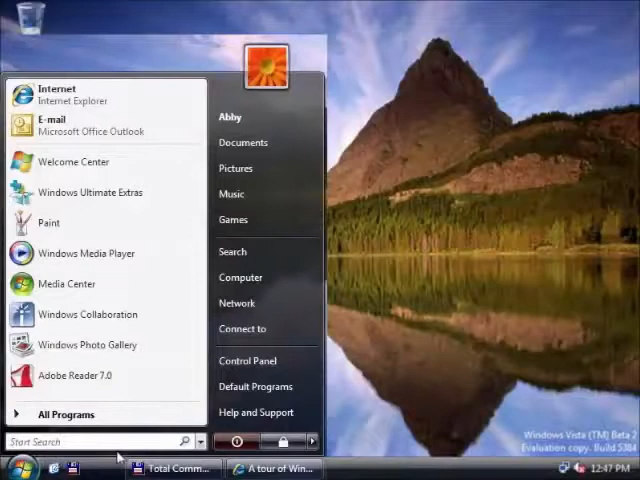 Internet
Internet Explorer
E-mail
Microsoft Office Outlook
Welcome Center
Windows Ultimate Extras
Paint
Windows Media Player
Media Center
Windows Collaboration
Windows Photo Gallery
Adobe Reader 7.0
All Programs
Start Search
Abby
Documents
Pictures
Music
Games
Search
Computer
Network
Connect to
Control Panel
Default Programs
Help and Support
Windows Vista (TM) Beta 2
Evaluation copy. Build 5384
Total Comm...
A tour of Win...
12:47 PM